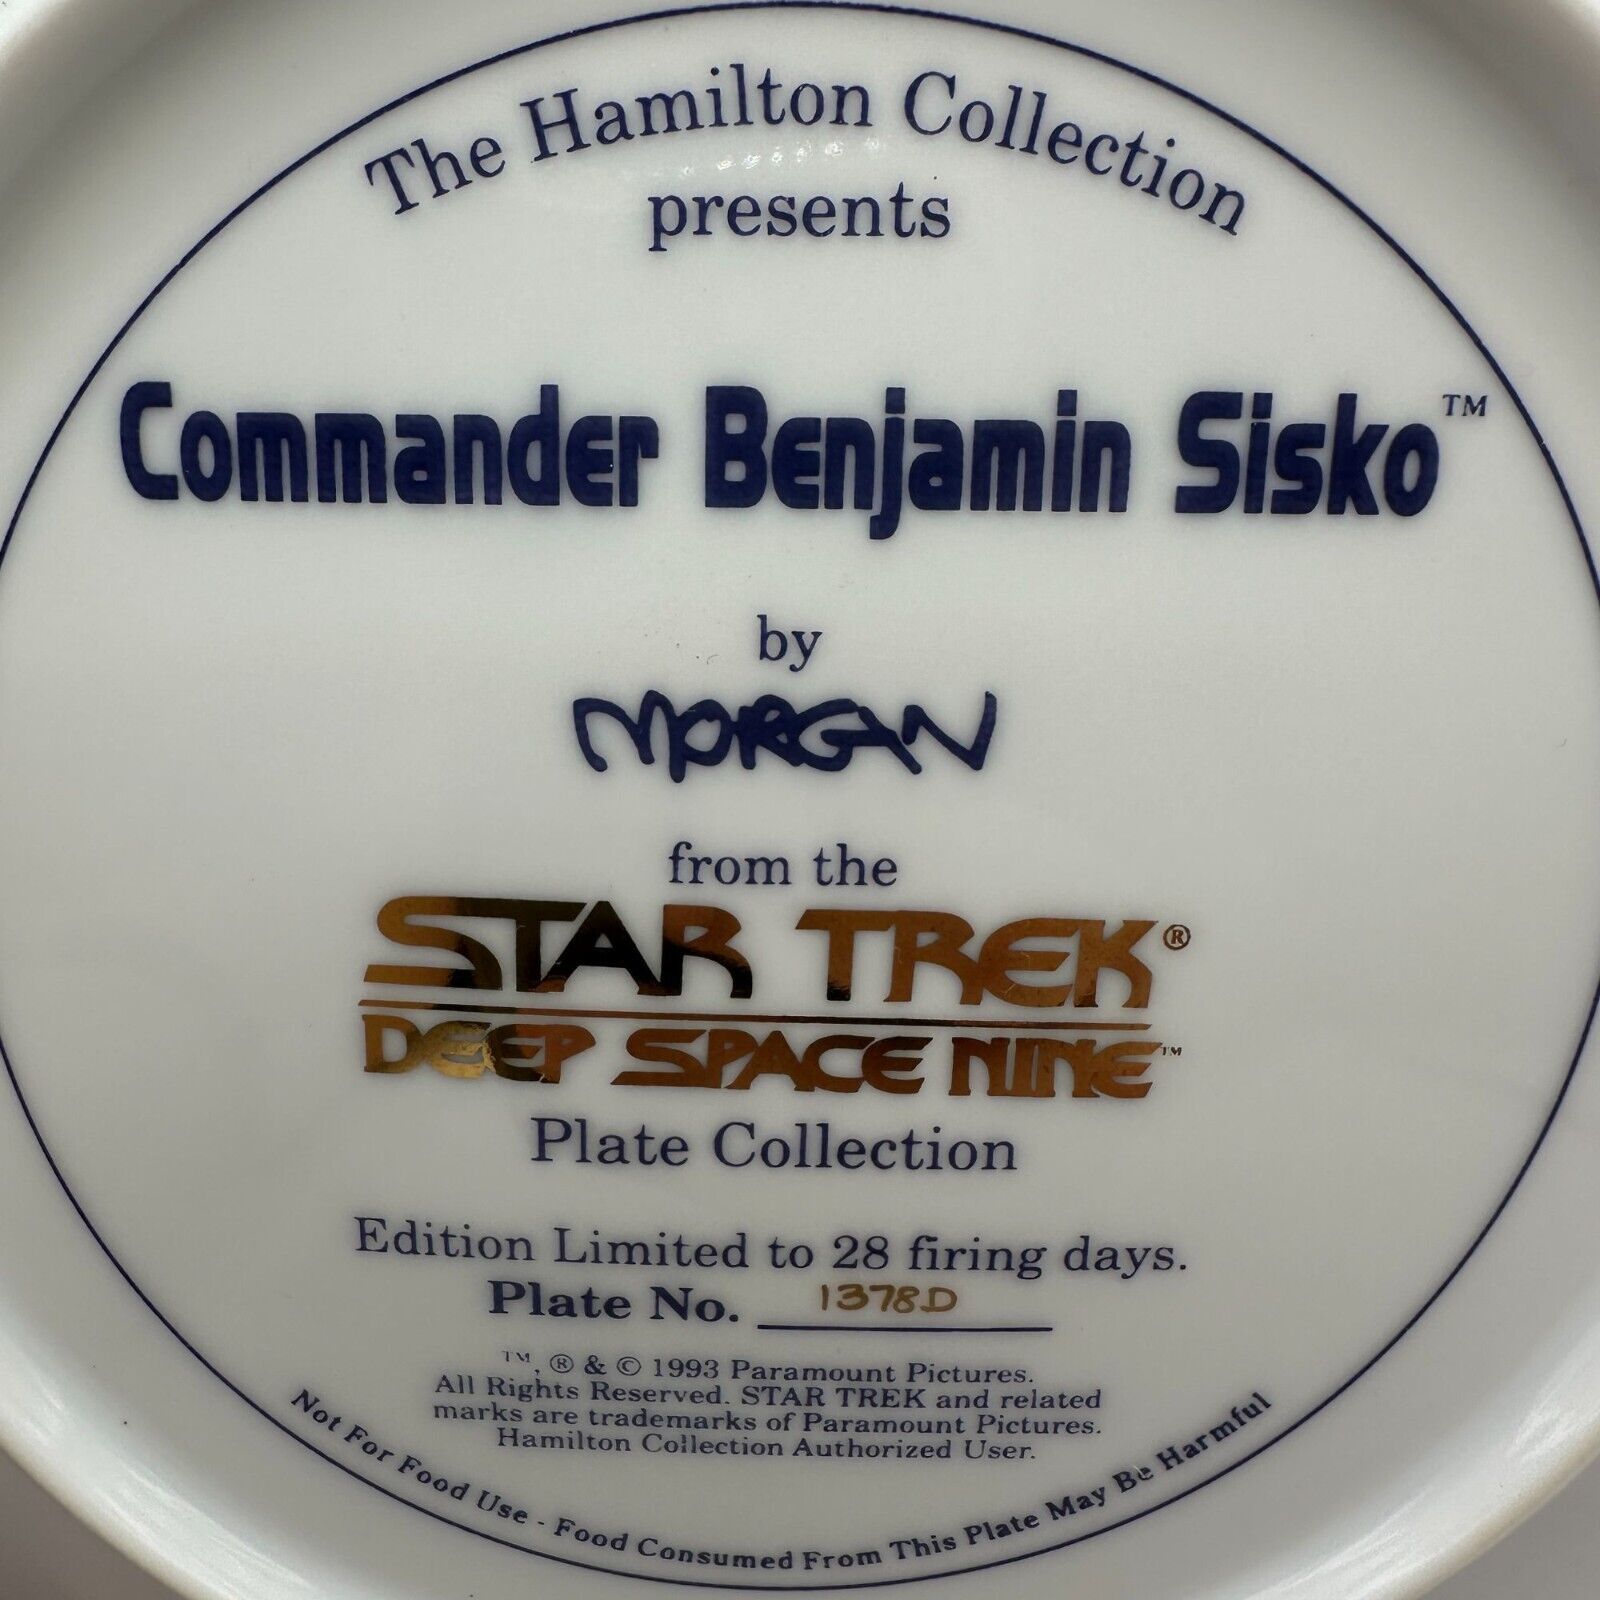 The Hamilton Collection
presents
Commander Benjamin Sisko™
by
MORGAN
from the
STAR TREK®
DEEP SPACE NINE™
Plate Collection
Edition Limited to 28 firing days.
Plate No. 1378D
™, ® & © 1993 Paramount Pictures.
All Rights Reserved. STAR TREK and related
marks are trademarks of Paramount Pictures.
Hamilton Collection Authorized User.
Not For Food Use - Food Consumed From This Plate May Be Harmful